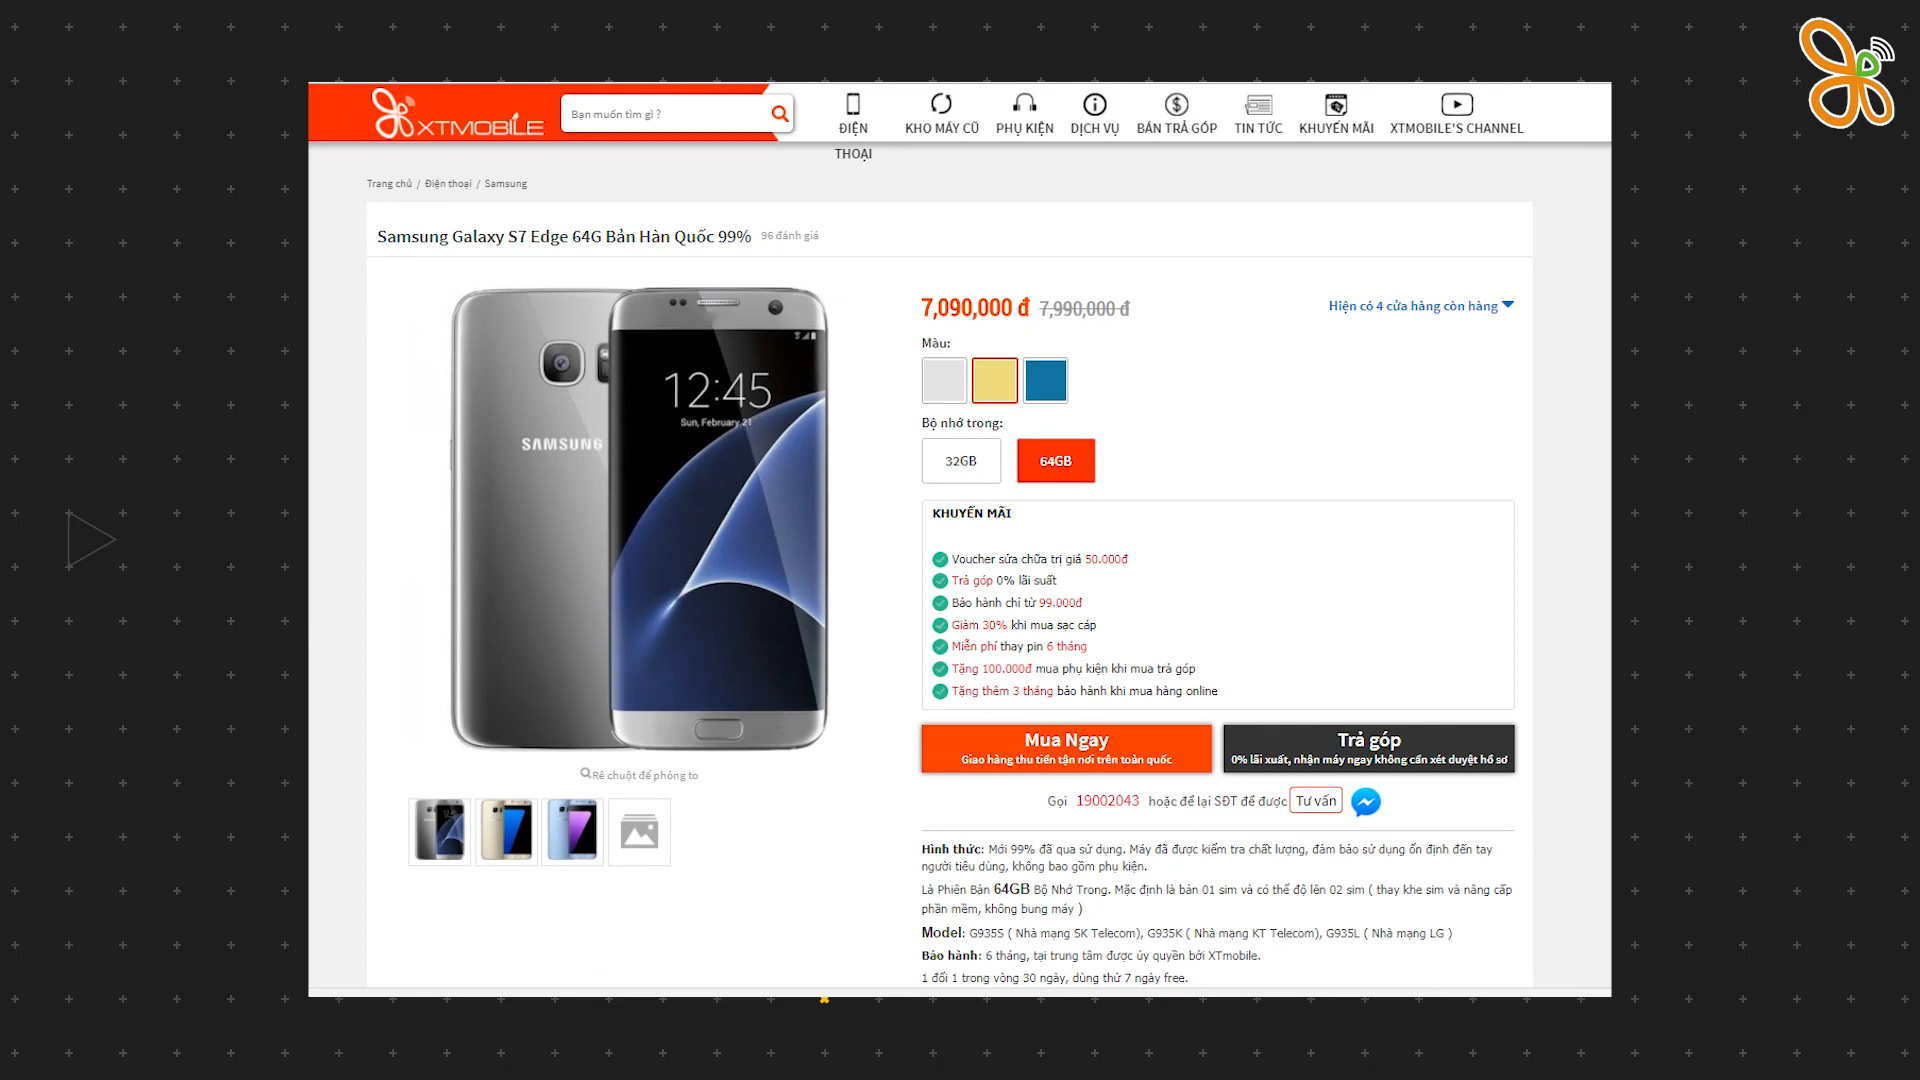 XTMOBILE
Bạn muốn tìm gì ?
ĐIỆN THOẠI
KHO MÁY CŨ
PHỤ KIỆN
DỊCH VỤ
BÁN TRẢ GÓP
TIN TỨC
KHUYẾN MÃI
XTMOBILE'S CHANNEL
Trang chủ / Điện thoại / Samsung
Samsung Galaxy S7 Edge 64G Bản Hàn Quốc 99% 96 đánh giá
12:45
Sun, February 21
SAMSUNG
Rê chuột để phóng to
7,090,000 đ 7,990,000 đ
Hiện có 4 cửa hàng còn hàng
Màu:
Bộ nhớ trong:
32GB
64GB
KHUYẾN MÃI
Voucher sửa chữa trị giá 50.000đ
Trả góp 0% lãi suất
Bảo hành chỉ từ 99.000đ
Giảm 30% khi mua sạc cáp
Miễn phí thay pin 6 tháng
Tặng 100.000đ mua phụ kiện khi mua trả góp
Tặng thêm 3 tháng bảo hành khi mua hàng online
Mua Ngay
Giao hàng thu tiền tận nơi trên toàn quốc
Trả góp
0% lãi xuất, nhận máy ngay không cần xét duyệt hồ sơ
Gọi 19002043 hoặc để lại SĐT để được Tư vấn
Hình thức: Mới 99% đã qua sử dụng. Máy đã được kiểm tra chất lượng, đảm bảo sử dụng ổn định đến tay
người tiêu dùng, không bao gồm phụ kiện.
Là Phiên Bản 64GB Bộ Nhớ Trong. Mặc định là bản 01 sim và có thể độ lên 02 sim ( thay khe sim và nâng cấp
phần mềm, không bung máy )
Model: G935S ( Nhà mạng SK Telecom), G935K ( Nhà mạng KT Telecom), G935L ( Nhà mạng LG )
Bảo hành: 6 tháng, tại trung tâm được ủy quyền bởi XTmobile.
1 đổi 1 trong vòng 30 ngày, dùng thử 7 ngày free.